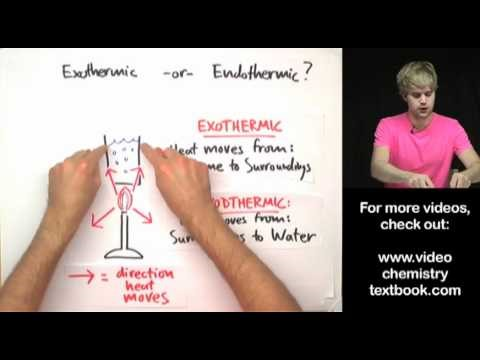 Exothermic -or- Endothermic?
EXOTHERMIC
Heat moves from:
to Surroundings
moves from:
to Water
→ = direction
heat
moves
For more videos,
check out:
www.video
chemistry
textbook.com